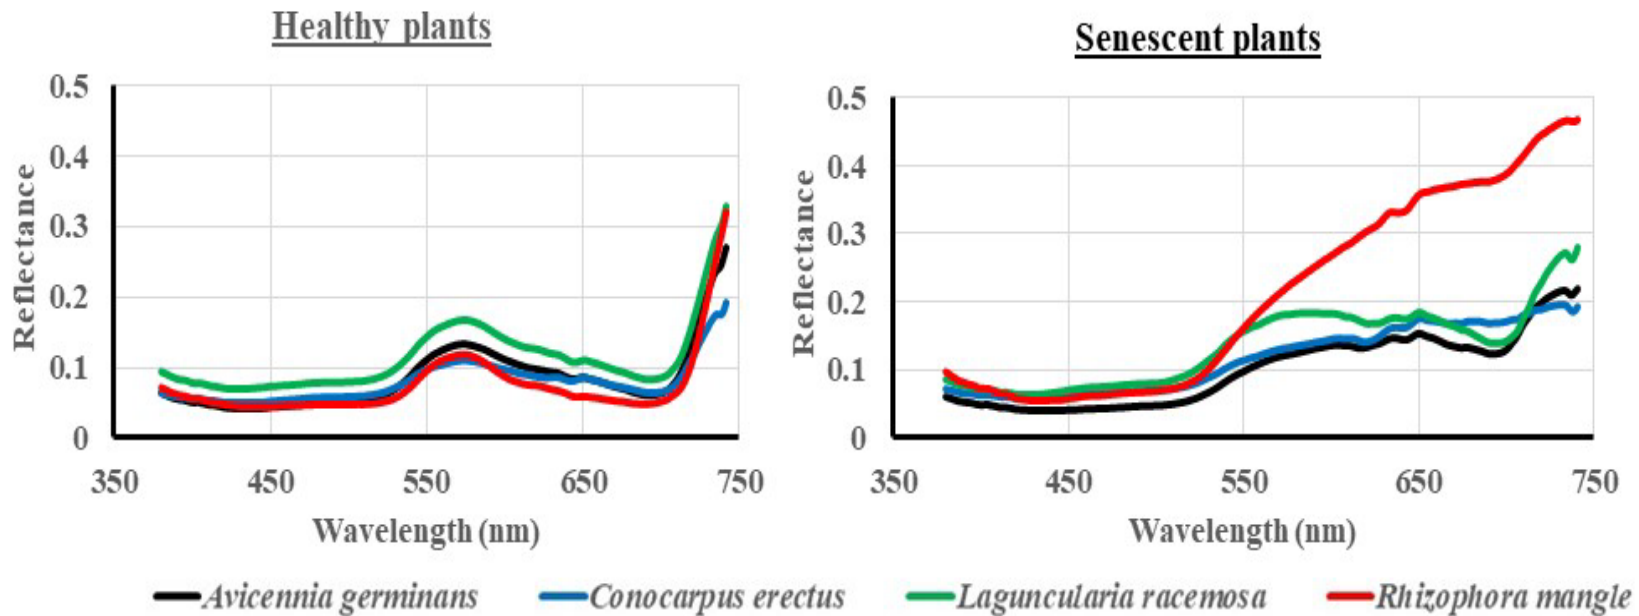 Healthy plants
Senescent plants
0.5
0.4
0.3
0.2
0.1
0
Reflectance
350 450 550 650 750
Wavelength (nm)
0.5
0.4
0.3
0.2
0.1
0
Reflectance
350 450 550 650 750
Wavelength (nm)
Avicennia germinans Conocarpus erectus Laguncularia racemosa Rhizophora mangle